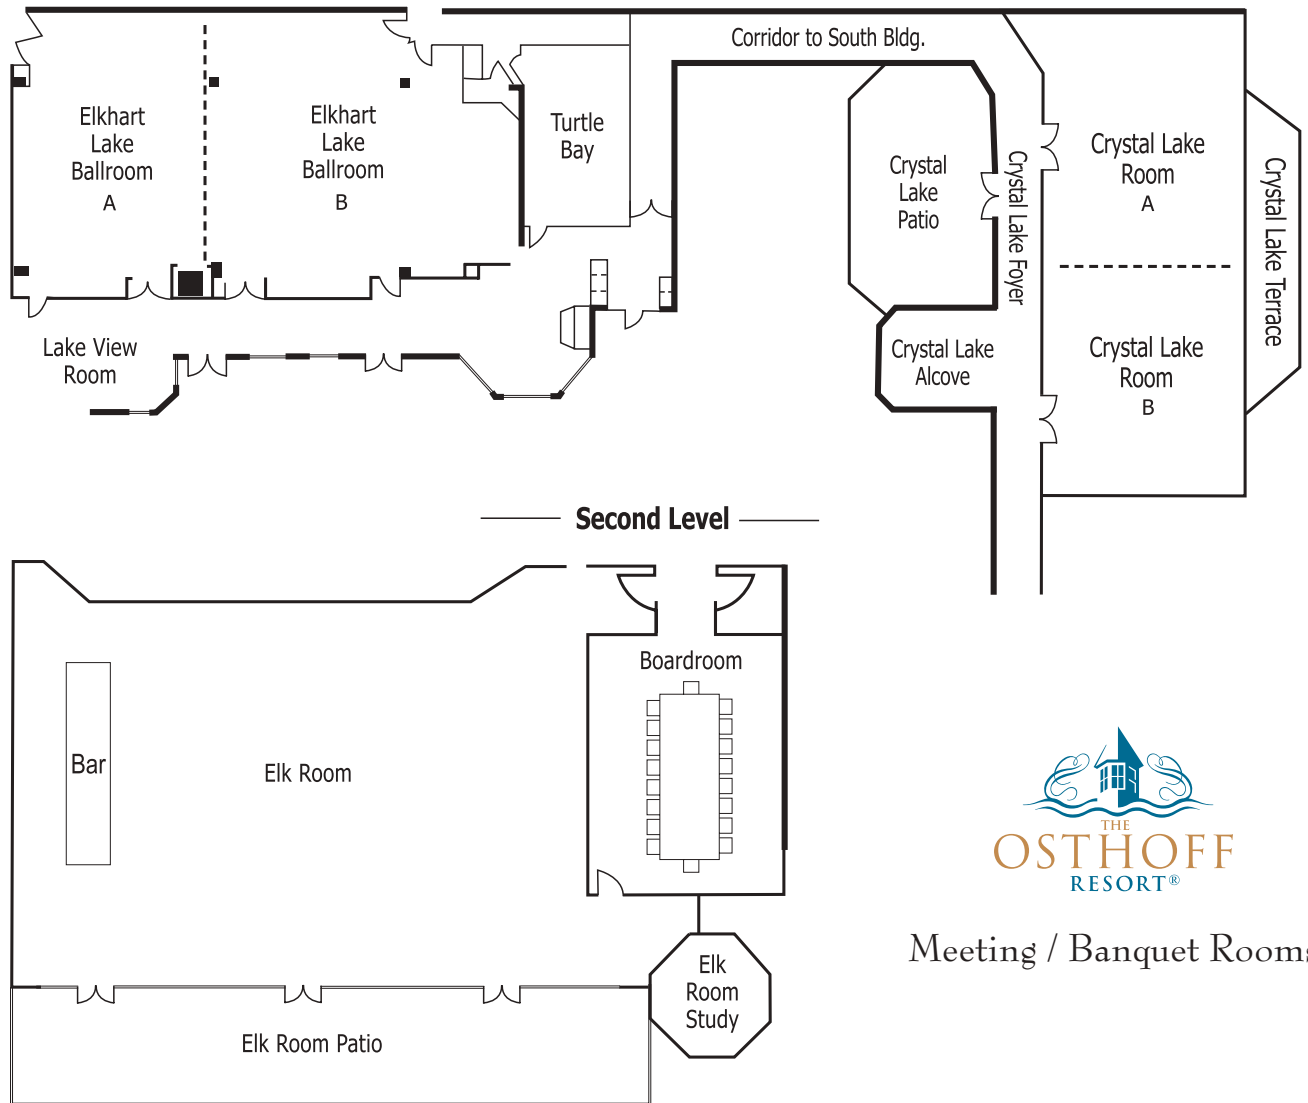 Corridor to South Bldg.
Elkhart
Lake
Ballroom
A
Elkhart
Lake
Ballroom
B
Turtle
Bay
Crystal
Lake
Patio
Crystal Lake Foyer
Crystal Lake
Room
A
Crystal Lake Terrace
Lake View
Room
Crystal Lake
Alcove
Crystal Lake
Room
B
Second Level
Boardroom
Bar
Elk Room
Elk
Room
Study
Elk Room Patio
THE
OSTHOFF
RESORT®
Meeting / Banquet Rooms